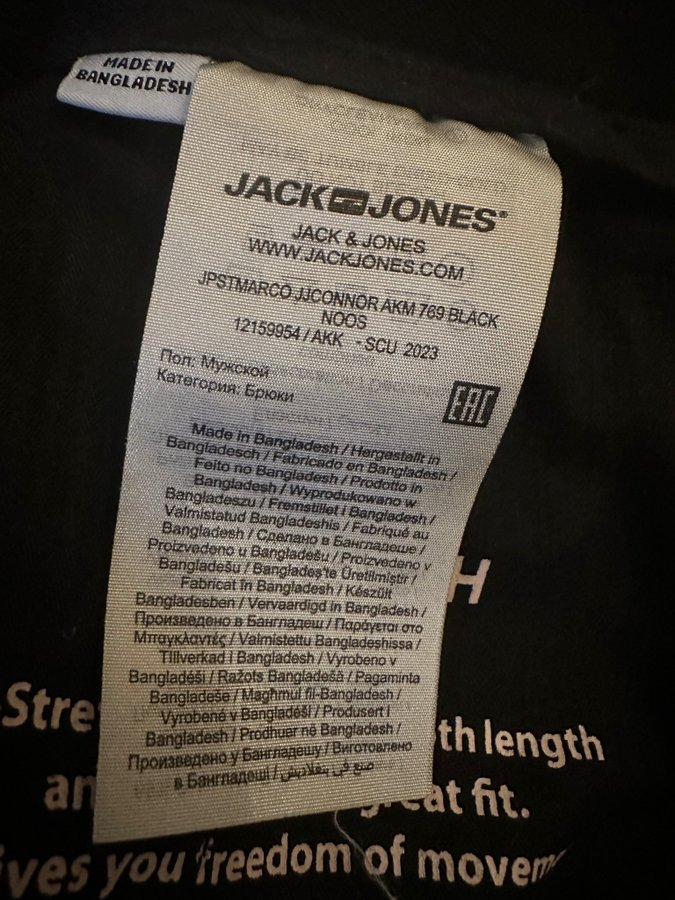 MADE IN
BANGLADESH
JACK JONES®
JACK & JONES
WWW.JACKJONES.COM
JPSTMARCO JJCONNOR AKM 769 BLACK
NOOS
12159954 / AKK - SCU 2023
Пол: Мужской
Категория: Брюки
EAC
Made in Bangladesh / Hergestellt in
Bangladesch / Fabricado en Bangladesh /
Feito no Bangladesh / Prodotto in
Bangladesh / Wyprodukowano w
Bangladeszu / Fremstillet i Bangladesh /
Valmistatud Bangladeshis / Fabriqué au
Bangladesh / Сделано в Бангладеше /
Proizvedeno u Bangladešu / Proizvedeno v
Bangladešu / Bangladeş'te Üretilmiştir /
Fabricat în Bangladesh / Készült
Bangladesben / Vervaardigd in Bangladesh /
Произведено в Бангладеш / Παράγεται στο
Μπαγκλαντές / Valmistettu Bangladeshissa /
Tillverkad i Bangladesh / Vyrobeno v
Bangladéši / Ražots Bangladešā / Pagaminta
Bangladeše / Magħmul fil-Bangladesh /
Vyrobené v Bangladéši / Produsert i
Bangladesh / Prodhuar në Bangladesh /
Произведено у Бангладешу / Виготовлено
в Бангладеші / صنع في بنغلاديش
H
-Stre th length
an great fit.
ives you freedom of movem